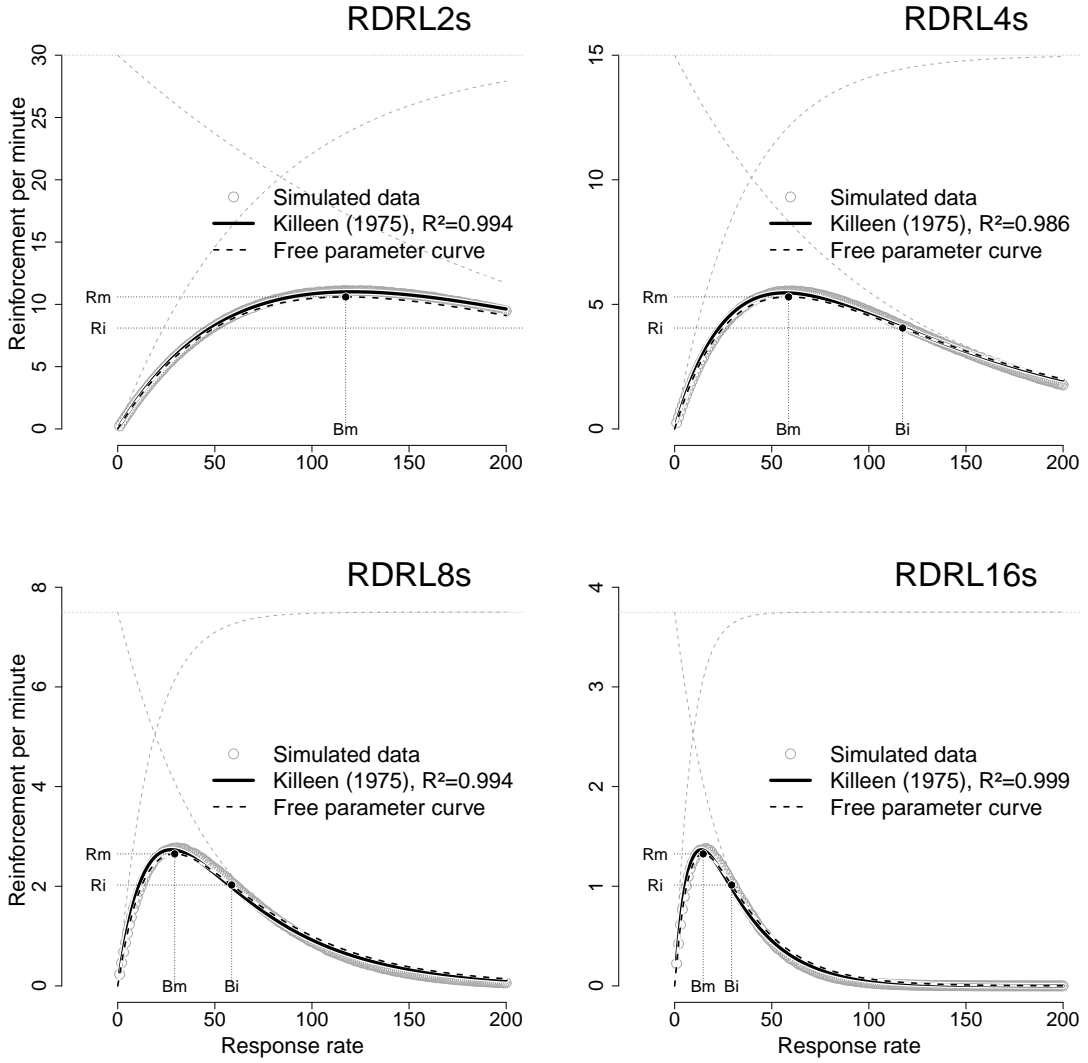 RDRL2s
30
25
20
15
10
5
0
Reinforcement per minute
Simulated data
Killeen (1975), R²=0.994
Free parameter curve
Rm
Ri
Bm
0 50 100 150 200
RDRL4s
15
10
5
0
Simulated data
Killeen (1975), R²=0.986
Free parameter curve
Rm
Ri
Bm Bi
0 50 100 150 200
RDRL8s
8
6
4
2
0
Reinforcement per minute
Simulated data
Killeen (1975), R²=0.994
Free parameter curve
Rm
Ri
Bm Bi
0 50 100 150 200
Response rate
RDRL16s
4
3
2
1
0
Simulated data
Killeen (1975), R²=0.999
Free parameter curve
Rm
Ri
Bm Bi
0 50 100 150 200
Response rate